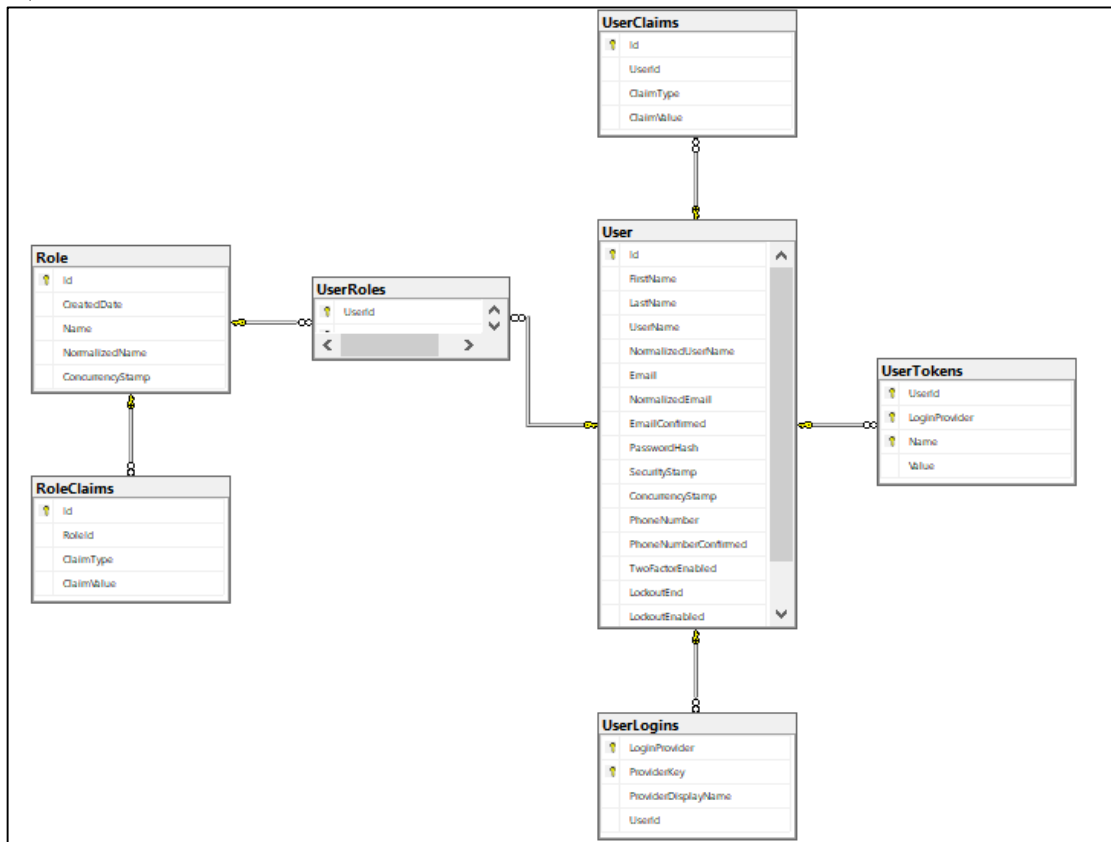 UserClaims
Id
UserId
ClaimType
ClaimValue
User
Id
FirstName
LastName
UserName
NormalizedUserName
Email
NormalizedEmail
EmailConfirmed
PasswordHash
SecurityStamp
ConcurrencyStamp
PhoneNumber
PhoneNumberConfirmed
TwoFactorEnabled
LockoutEnd
LockoutEnabled
Role
Id
CreatedDate
Name
NormalizedName
ConcurrencyStamp
UserRoles
UserId
UserTokens
UserId
LoginProvider
Name
Value
RoleClaims
Id
RoleId
ClaimType
ClaimValue
UserLogins
LoginProvider
ProviderKey
ProviderDisplayName
UserId